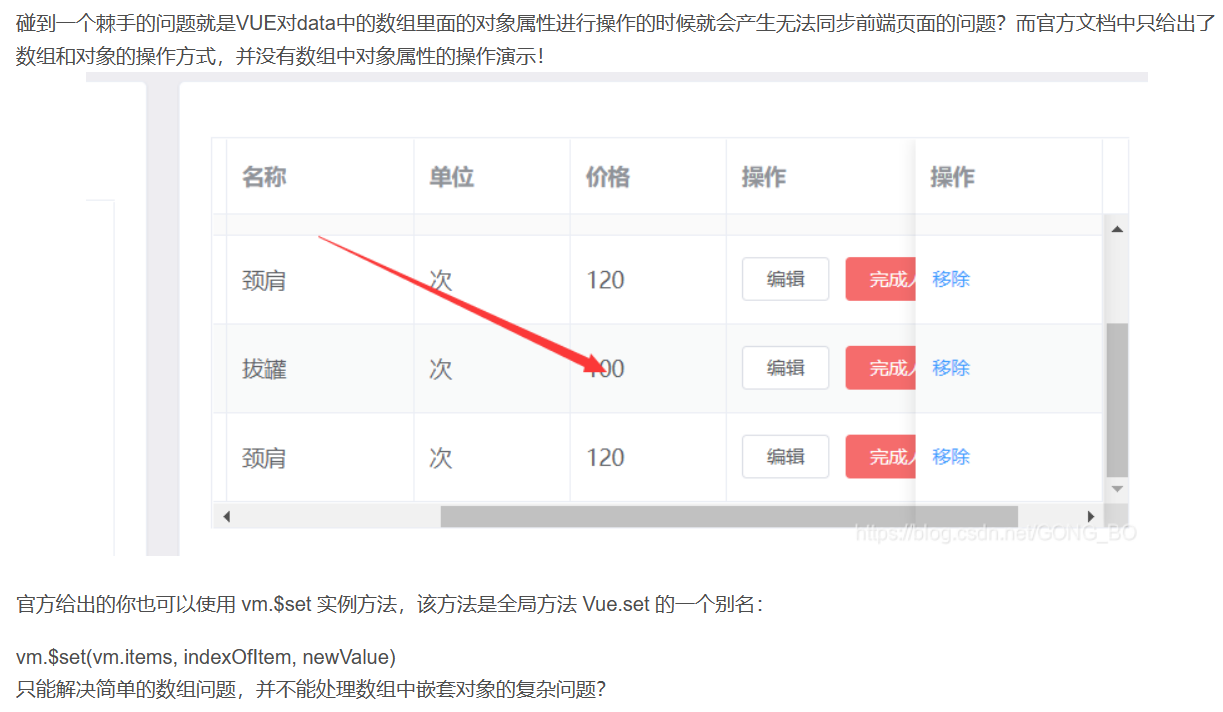 碰到一个棘手的问题就是VUE对data中的数组里面的对象属性进行操作的时候就会产生无法同步前端页面的问题？而官方文档中只给出了
数组和对象的操作方式，并没有数组中对象属性的操作演示！
名称 单位 价格 操作 操作
颈肩 次 120 编辑 完成 移除
拔罐 次 100 编辑 完成 移除
颈肩 次 120 编辑 完成 移除
https://blog.csdn.net/GONG_BO
官方给出的你也可以使用 vm.$set 实例方法，该方法是全局方法 Vue.set 的一个别名：
vm.$set(vm.items, indexOfItem, newValue)
只能解决简单的数组问题，并不能处理数组中嵌套对象的复杂问题？